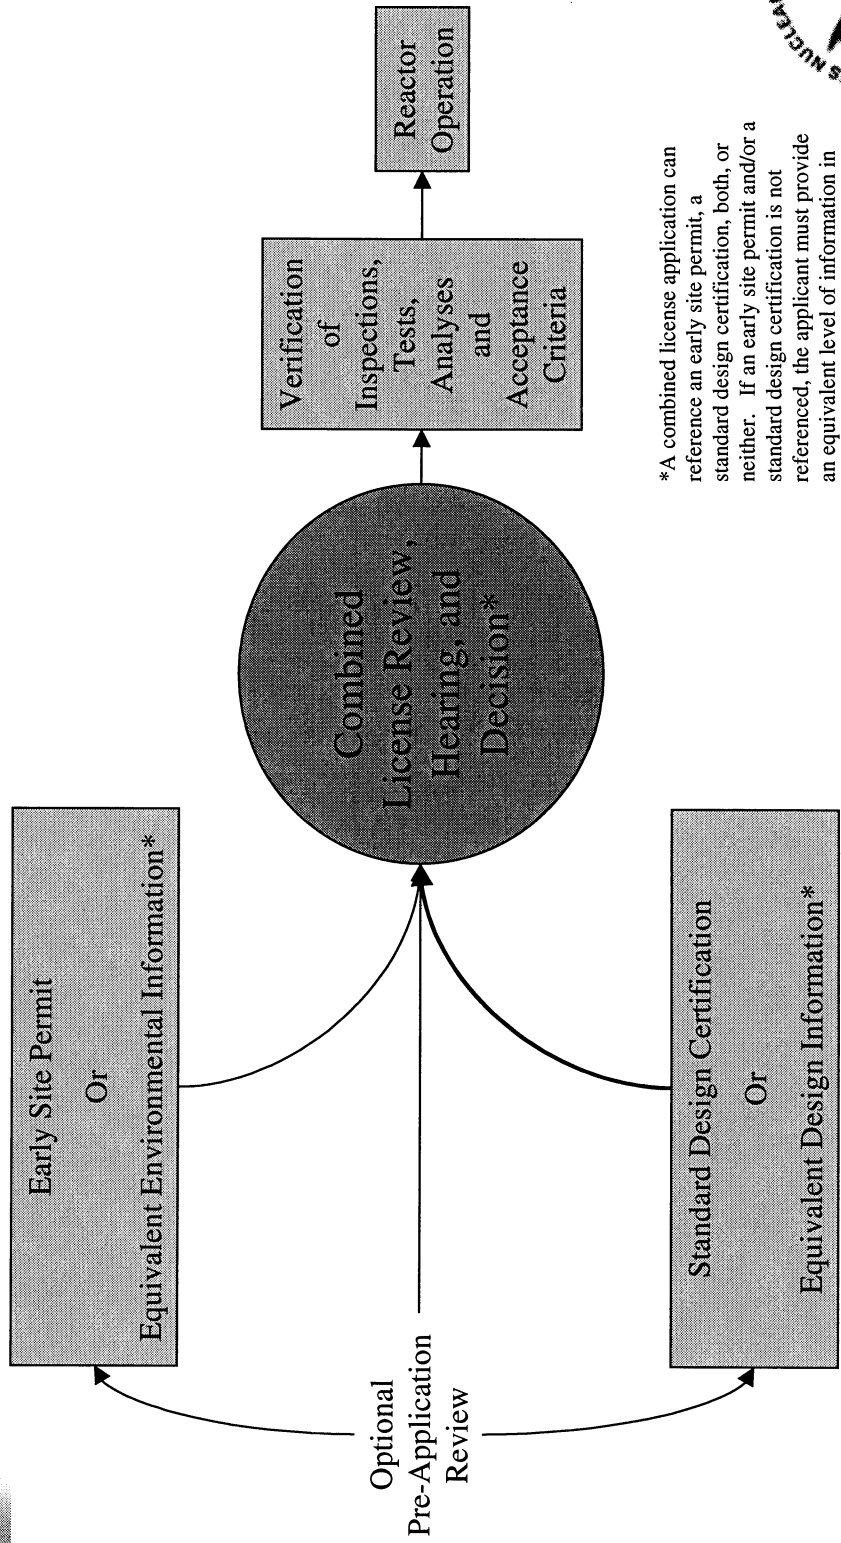 Optional
Pre-Application
Review
Early Site Permit
Or
Equivalent Environmental Information*
Standard Design Certification
Or
Equivalent Design Information*
Combined
License Review,
Hearing, and
Decision*
Verification
of
Inspections,
Tests,
Analyses
and
Acceptance
Criteria
Reactor
Operation
*A combined license application can
reference an early site permit, a
standard design certification, both, or
neither. If an early site permit and/or a
standard design certification is not
referenced, the applicant must provide
an equivalent level of information in
NUCLEAR